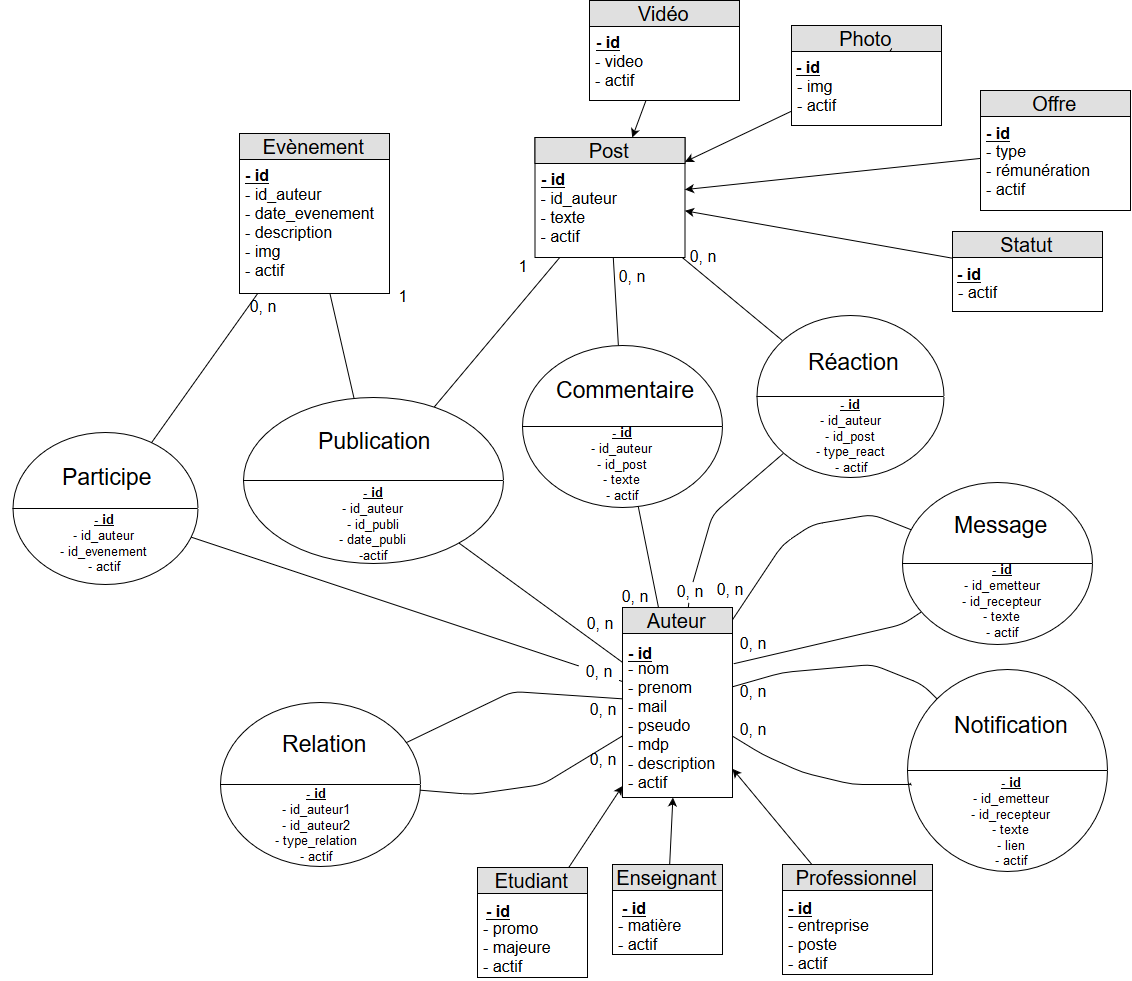 Vidéo
- id
- video
- actif
Photo
- id
- img
- actif
Offre
- id
- type
- rémunération
- actif
Evènement
- id
- id_auteur
- date_evenement
- description
- img
- actif
Post
- id
- id_auteur
- texte
- actif
Statut
- id
- actif
0, n
1
1
0, n
0, n
Participe
- id
- id_auteur
- id_evenement
- actif
Publication
- id
- id_auteur
- id_publi
- date_publi
-actif
Commentaire
- id
- id_auteur
- id_post
- texte
- actif
Réaction
- id
- id_auteur
- id_post
- type_react
- actif
Message
- id
- id_emetteur
- id_recepteur
- texte
- actif
0, n
0, n
0, n
0, n
0, n
0, n
0, n
0, n
0, n
0, n
Auteur
- id
- nom
- prenom
- mail
- pseudo
- mdp
- description
- actif
Relation
- id
- id_auteur1
- id_auteur2
- type_relation
- actif
Notification
- id
- id_emetteur
- id_recepteur
- texte
- lien
- actif
Etudiant
- id
- promo
- majeure
- actif
Enseignant
- id
- matière
- actif
Professionnel
- id
- entreprise
- poste
- actif